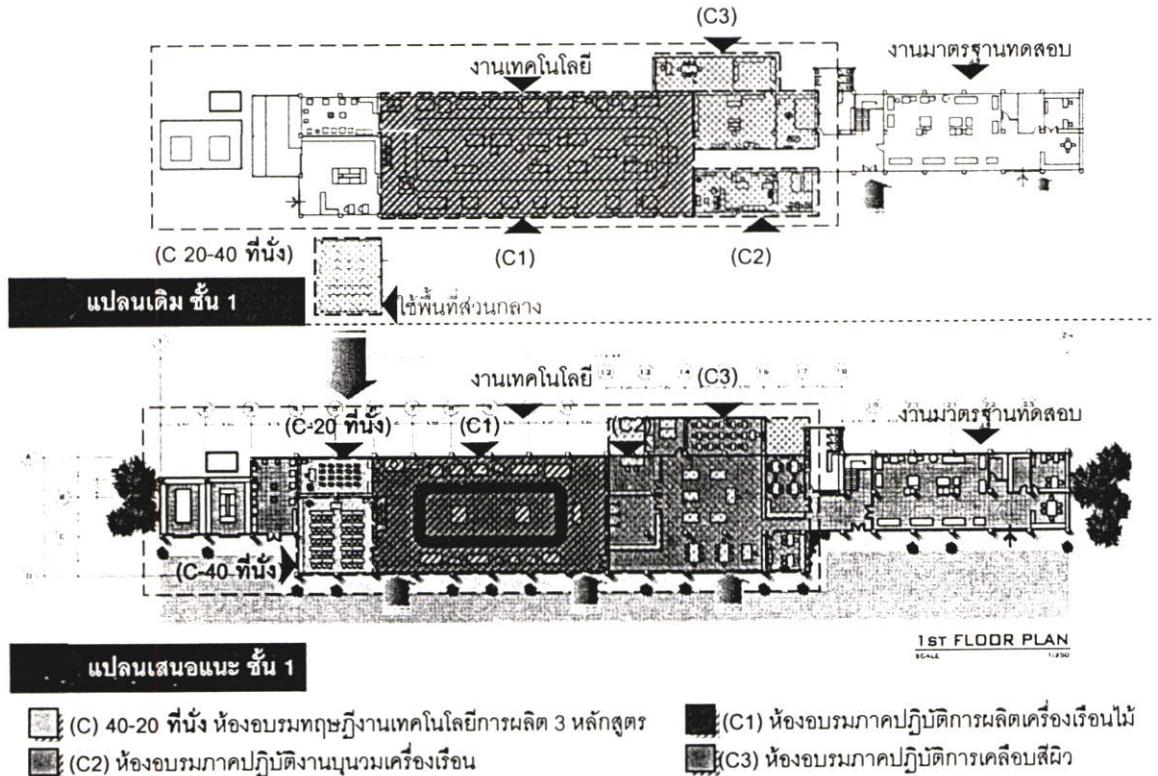 (C3)
งานเทคโนโลยี
งานมาตรฐานทดสอบ
(C 20-40 ที่นั่ง)
(C1)
(C2)
แปลนเดิม ชั้น 1
ใช้พื้นที่ส่วนกลาง
งานเทคโนโลยี
(C3)
งานมาตรฐานทดสอบ
(C-20 ที่นั่ง)
(C1)
(C2)
(C-40 ที่นั่ง)
1ST FLOOR PLAN
SCALE 1:250
แปลนเสนอแนะ ชั้น 1
(C) 40-20 ที่นั่ง ห้องอบรมทฤษฎีงานเทคโนโลยีการผลิต 3 หลักสูตร
(C1) ห้องอบรมภาคปฏิบัติการผลิตเครื่องเรือนไม้
(C2) ห้องอบรมภาคปฏิบัติงานบุนวมเครื่องเรือน
(C3) ห้องอบรมภาคปฏิบัติการเคลือบสีผิว